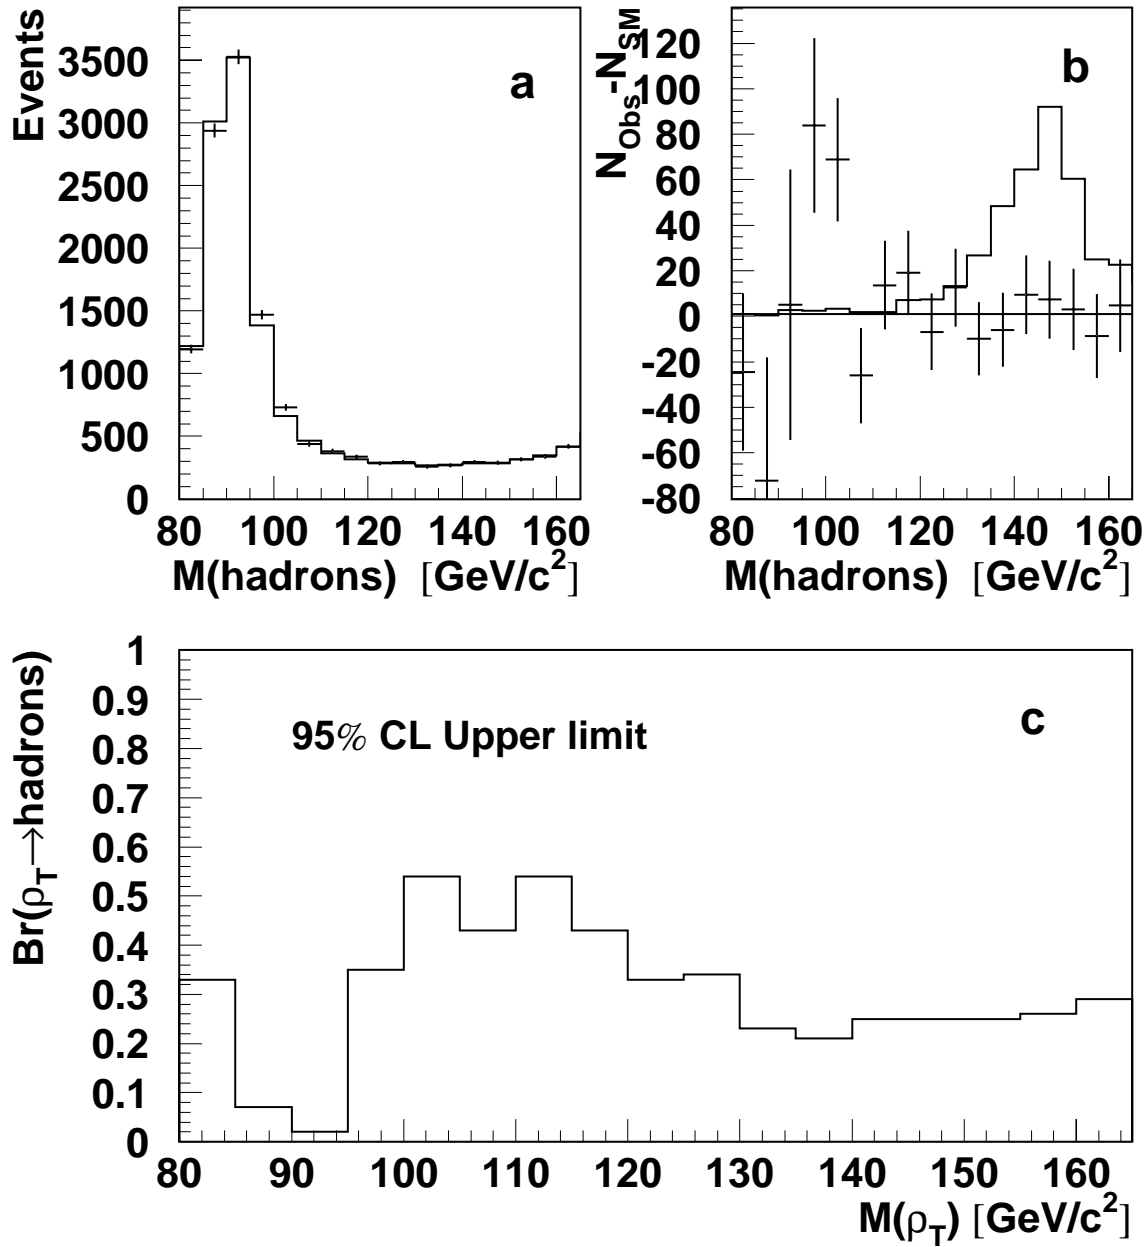 Events
3500
3000
2500
2000
1500
1000
500
0
80 100 120 140 160
M(hadrons) [GeV/c²]
a
N_Obs-N_SM
120
100
80
60
40
20
0
-20
-40
-60
-80
80 100 120 140 160
M(hadrons) [GeV/c²]
b
Br(ρ_T→hadrons)
1
0.9
0.8
0.7
0.6
0.5
0.4
0.3
0.2
0.1
0
95% CL Upper limit
c
80 90 100 110 120 130 140 150 160
M(ρ_T) [GeV/c²]